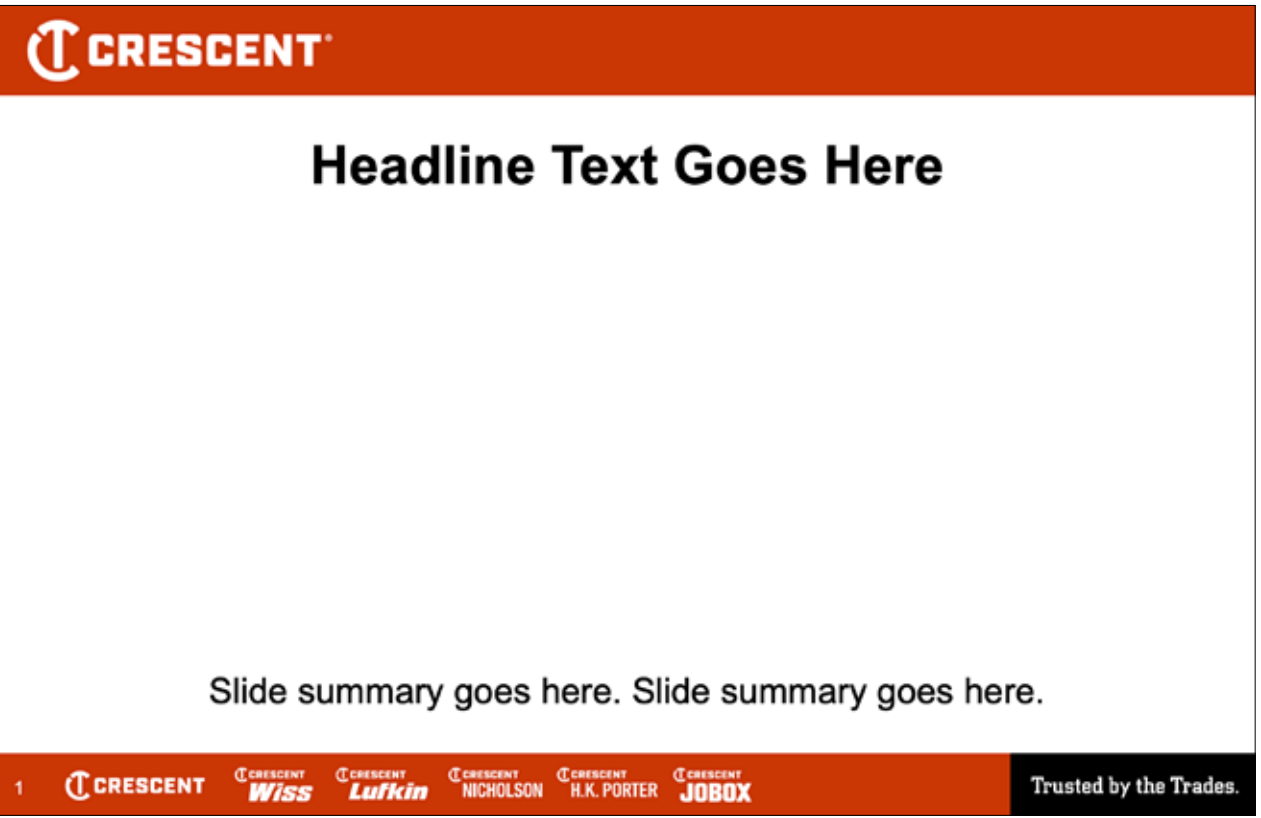 CRESCENT®
Headline Text Goes Here
Slide summary goes here. Slide summary goes here.
1 CRESCENT CRESCENT Wiss CRESCENT Lufkin CRESCENT NICHOLSON CRESCENT H.K. PORTER CRESCENT JOBOX Trusted by the Trades.